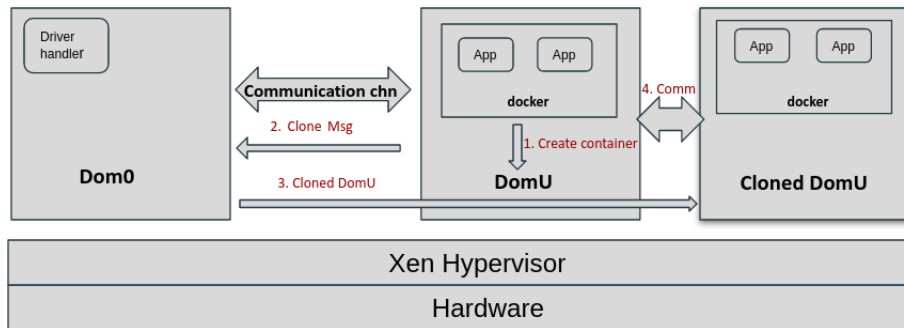 Driver
handler
Communication chn
2. Clone Msg
Dom0
3. Cloned DomU
App
App
docker
1. Create container
DomU
4. Comm
App
App
docker
Cloned DomU
Xen Hypervisor
Hardware